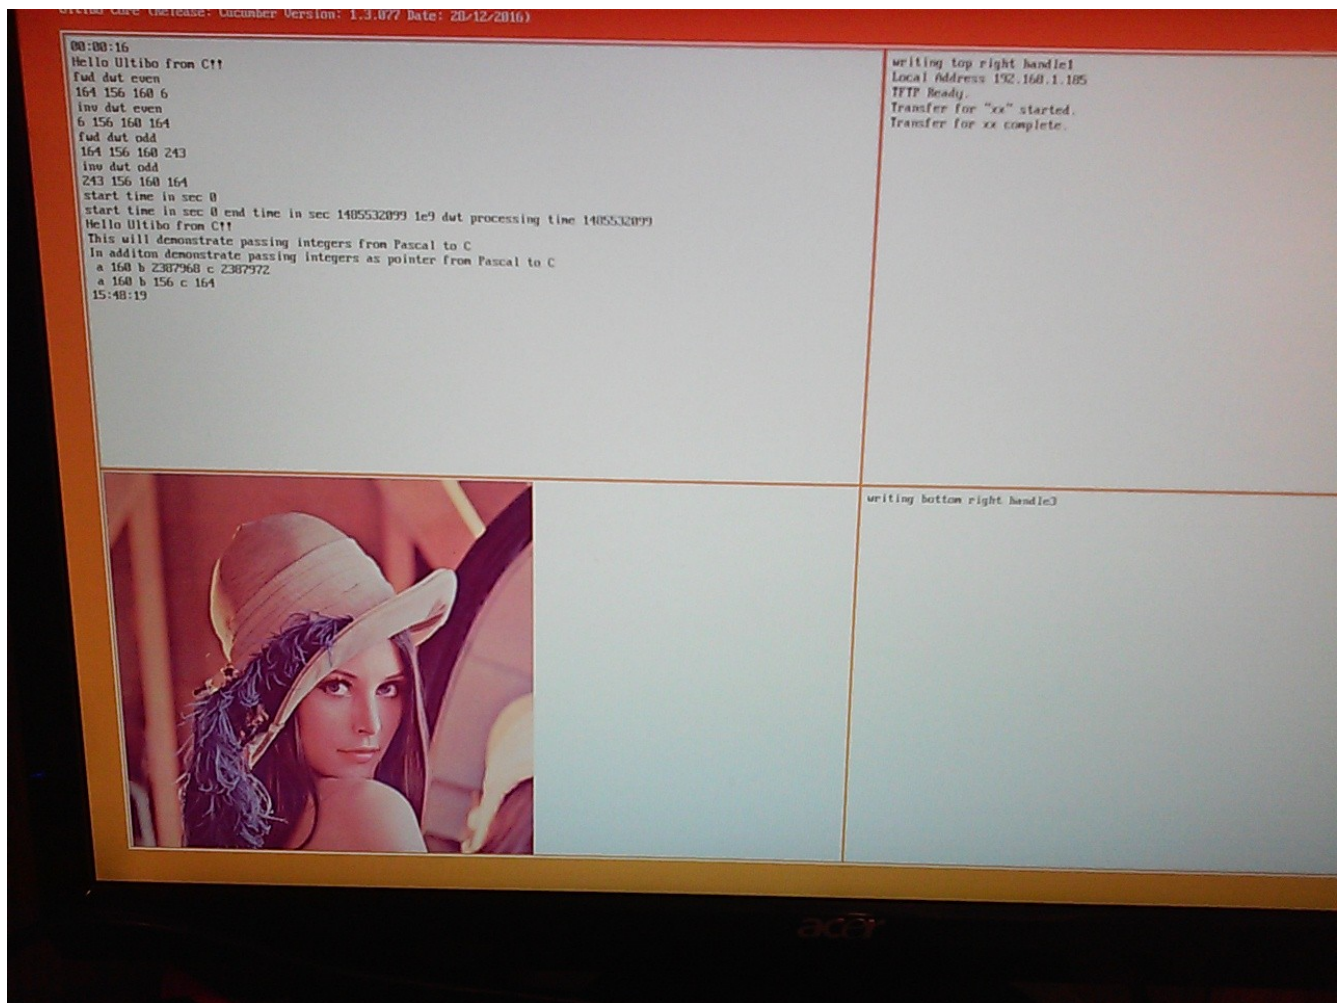 Ultibo Core (Release: Cucumber Version: 1.3.077 Date: 20/12/2016)
00:00:16
Hello Ultibo from C!!
fwd dwt even
164 156 160 6
inv dwt even
6 156 160 164
fwd dwt odd
164 156 160 243
inv dwt odd
243 156 160 164
start time in sec 0
start time in sec 0 end time in sec 1485532099 1e9 dwt processing time 1485532099
Hello Ultibo from C!!
This will demonstrate passing integers from Pascal to C
In additon demonstrate passing integers as pointer from Pascal to C
a 160 b 2387968 c 2387972
a 160 b 156 c 164
15:48:19
writing top right handle1
Local Address 192.168.1.185
TFTP Ready.
Transfer for "xx" started.
Transfer for xx complete.
writing bottom right handle3
acer